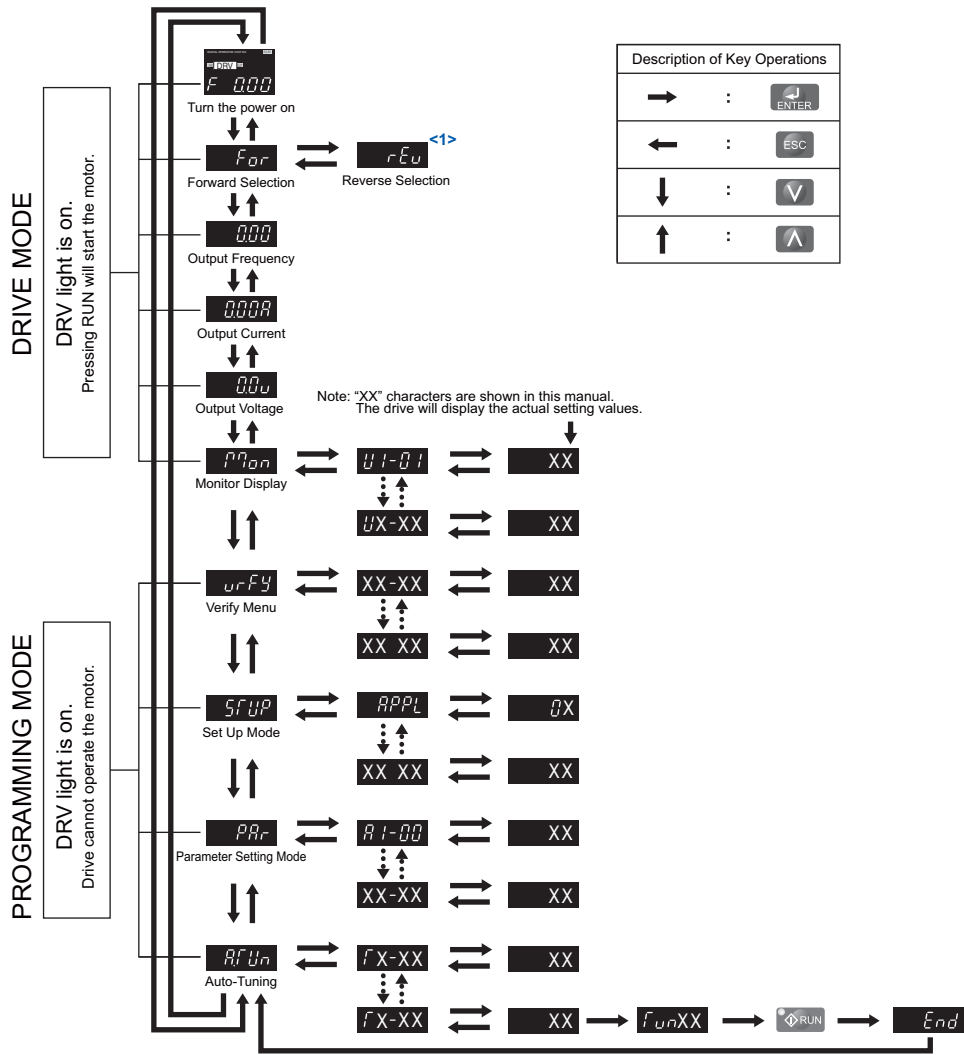 DRIVE MODE
DRV light is on.
Pressing RUN will start the motor.
DRV
F 0.00
Turn the power on
For
Forward Selection
rEv
<1>
Reverse Selection
0.00
Output Frequency
0.00A
Output Current
0.0v
Output Voltage
Note: “XX” characters are shown in this manual.
The drive will display the actual setting values.
Mon
Monitor Display
U1-01
XX
UX-XX
XX
Description of Key Operations
→ : ENTER
← : ESC
↓ : V
↑ : Λ
PROGRAMMING MODE
DRV light is on.
Drive cannot operate the motor.
vrFY
Verify Menu
XX-XX
XX
XX XX
XX
STUP
Set Up Mode
APPL
0X
XX XX
XX
PAr
Parameter Setting Mode
A1-00
XX
XX-XX
XX
A.TUn
Auto-Tuning
TX-XX
XX
TX-XX
XX
TunXX
RUN
End